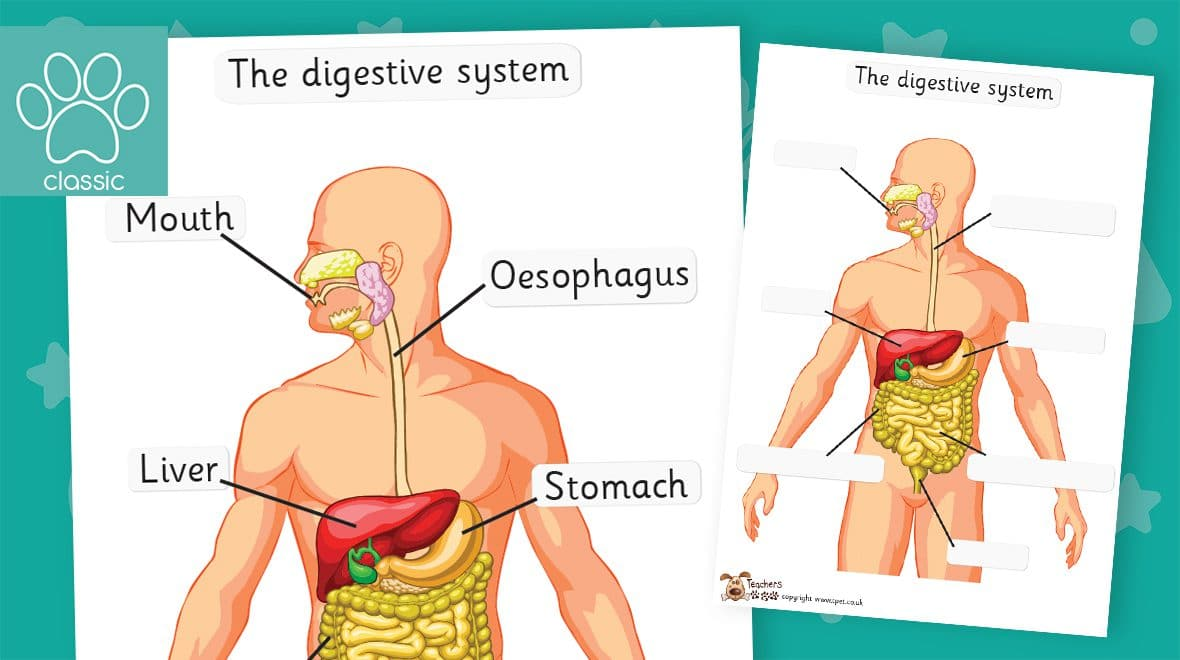 classic
The digestive system
Mouth
Oesophagus
Liver
Stomach
The digestive system
Teachers
copyright www.tpet.co.uk